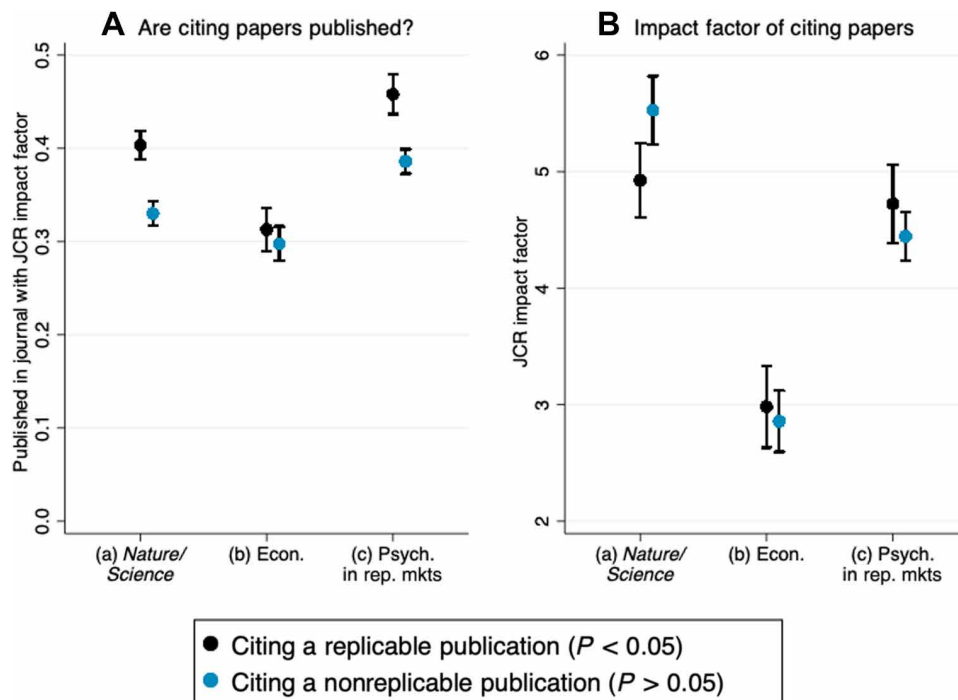 A Are citing papers published?
Published in journal with JCR impact factor
0.5
0.4
0.3
0.2
0.1
0.0
(a) Nature/
Science
(b) Econ.
(c) Psych.
in rep. mkts
B Impact factor of citing papers
JCR impact factor
6
5
4
3
2
(a) Nature/
Science
(b) Econ.
(c) Psych.
in rep. mkts
Citing a replicable publication (P < 0.05)
Citing a nonreplicable publication (P > 0.05)